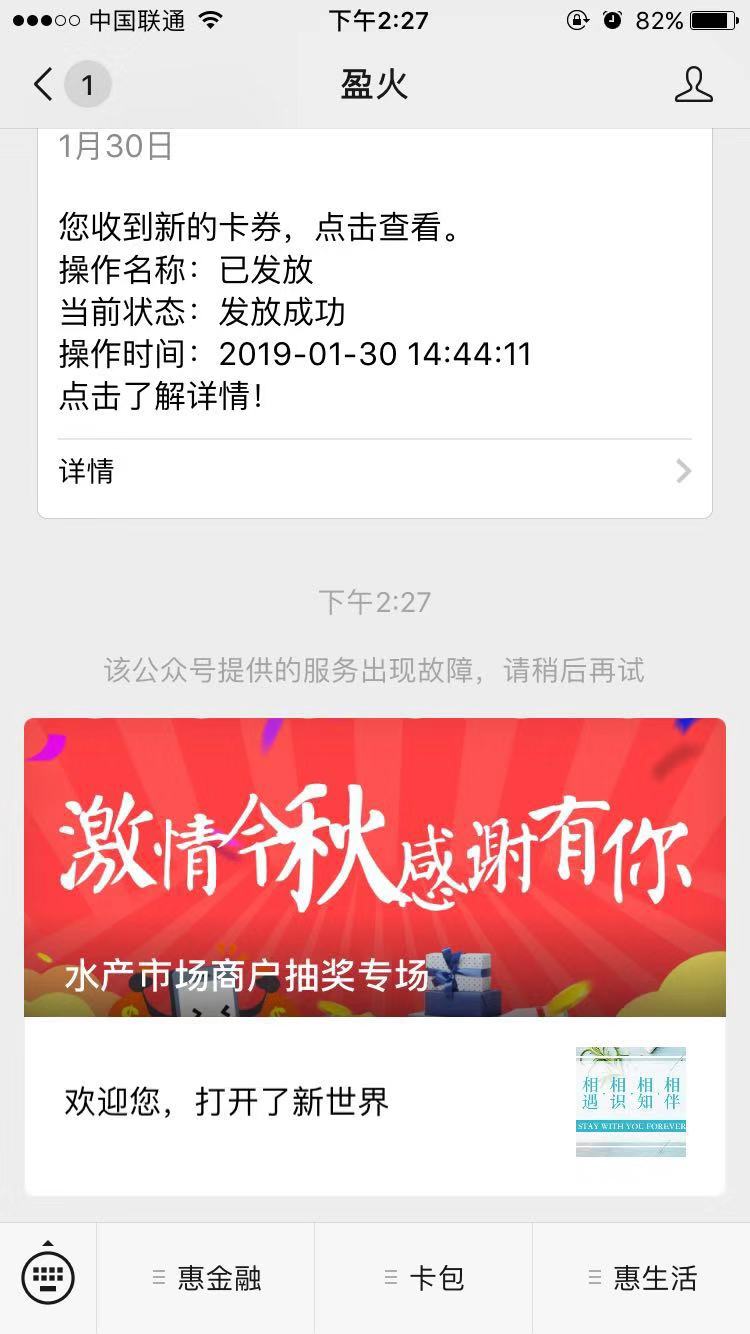 中国联通
下午2:27
82%
1
盈火
1月30日
您收到新的卡券，点击查看。
操作名称：已发放
当前状态：发放成功
操作时间：2019-01-30 14:44:11
点击了解详情！
详情
下午2:27
该公众号提供的服务出现故障，请稍后再试
激情今秋感谢有你
水产市场商户抽奖专场
欢迎您，打开了新世界
相遇·相识·相知·相伴
STAY WITH YOU FOREVER
惠金融
卡包
惠生活